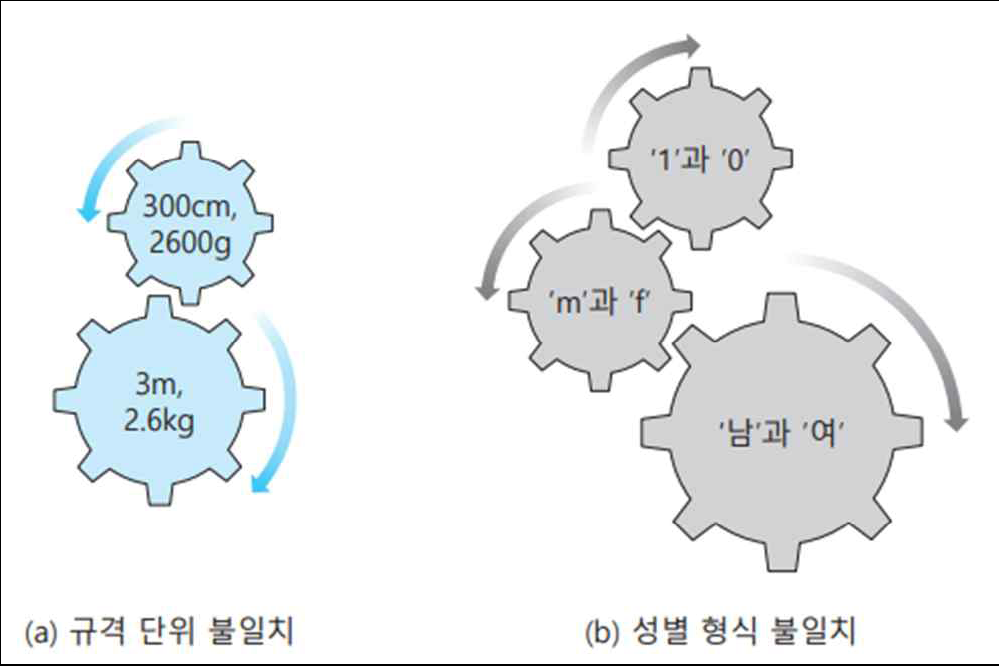 300cm,
2600g
3m,
2.6kg
(a) 규격 단위 불일치
'1'과 '0'
'm'과 'f'
'남'과 '여'
(b) 성별 형식 불일치